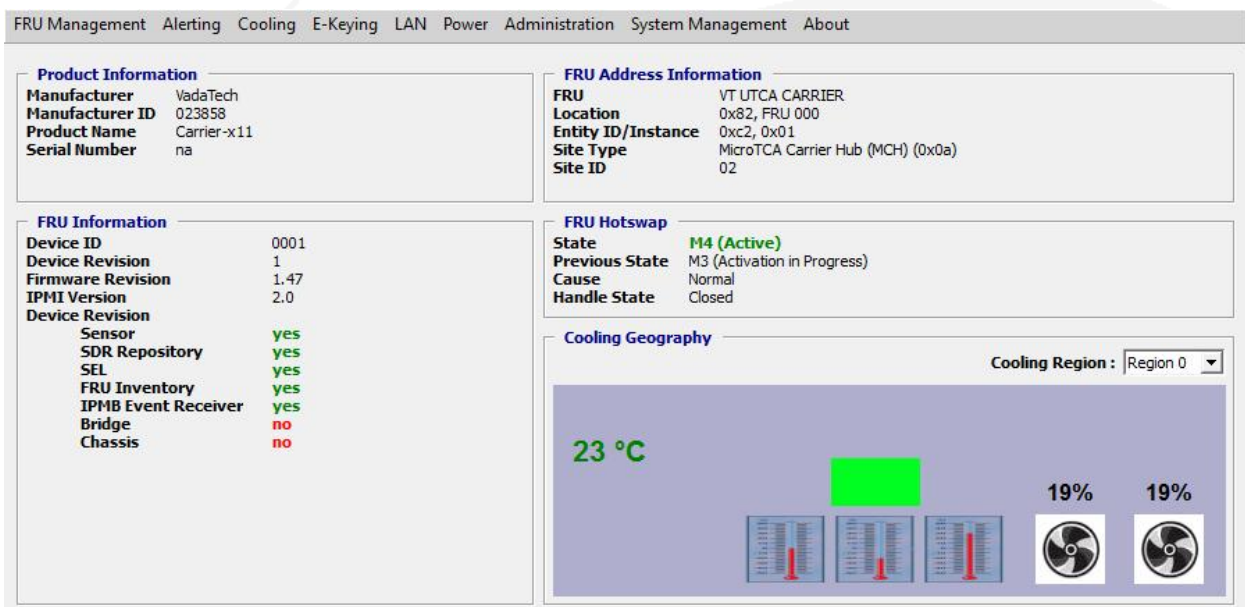 FRU Management Alerting Cooling E-Keying LAN Power Administration System Management About
Product Information
Manufacturer VadaTech
Manufacturer ID 023858
Product Name Carrier-x11
Serial Number na
FRU Address Information
FRU VT UTCA CARRIER
Location 0x82, FRU 000
Entity ID/Instance 0xc2, 0x01
Site Type MicroTCA Carrier Hub (MCH) (0x0a)
Site ID 02
FRU Information
Device ID 0001
Device Revision 1
Firmware Revision 1.47
IPMI Version 2.0
Device Revision
Sensor yes
SDR Repository yes
SEL yes
FRU Inventory yes
IPMB Event Receiver yes
Bridge no
Chassis no
FRU Hotswap
State M4 (Active)
Previous State M3 (Activation in Progress)
Cause Normal
Handle State Closed
Cooling Geography
Cooling Region : Region 0
23 °C
19% 19%